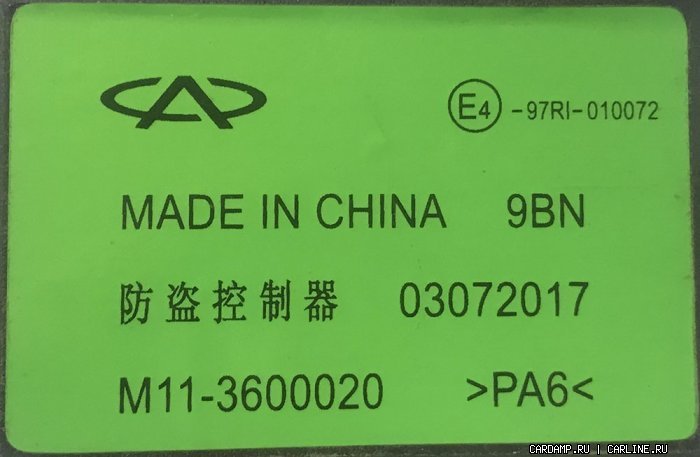 E4 -97RI-010072
MADE IN CHINA 9BN
防盗控制器 03072017
M11-3600020 >PA6<
CARDAMP.RU | CARLINE.RU